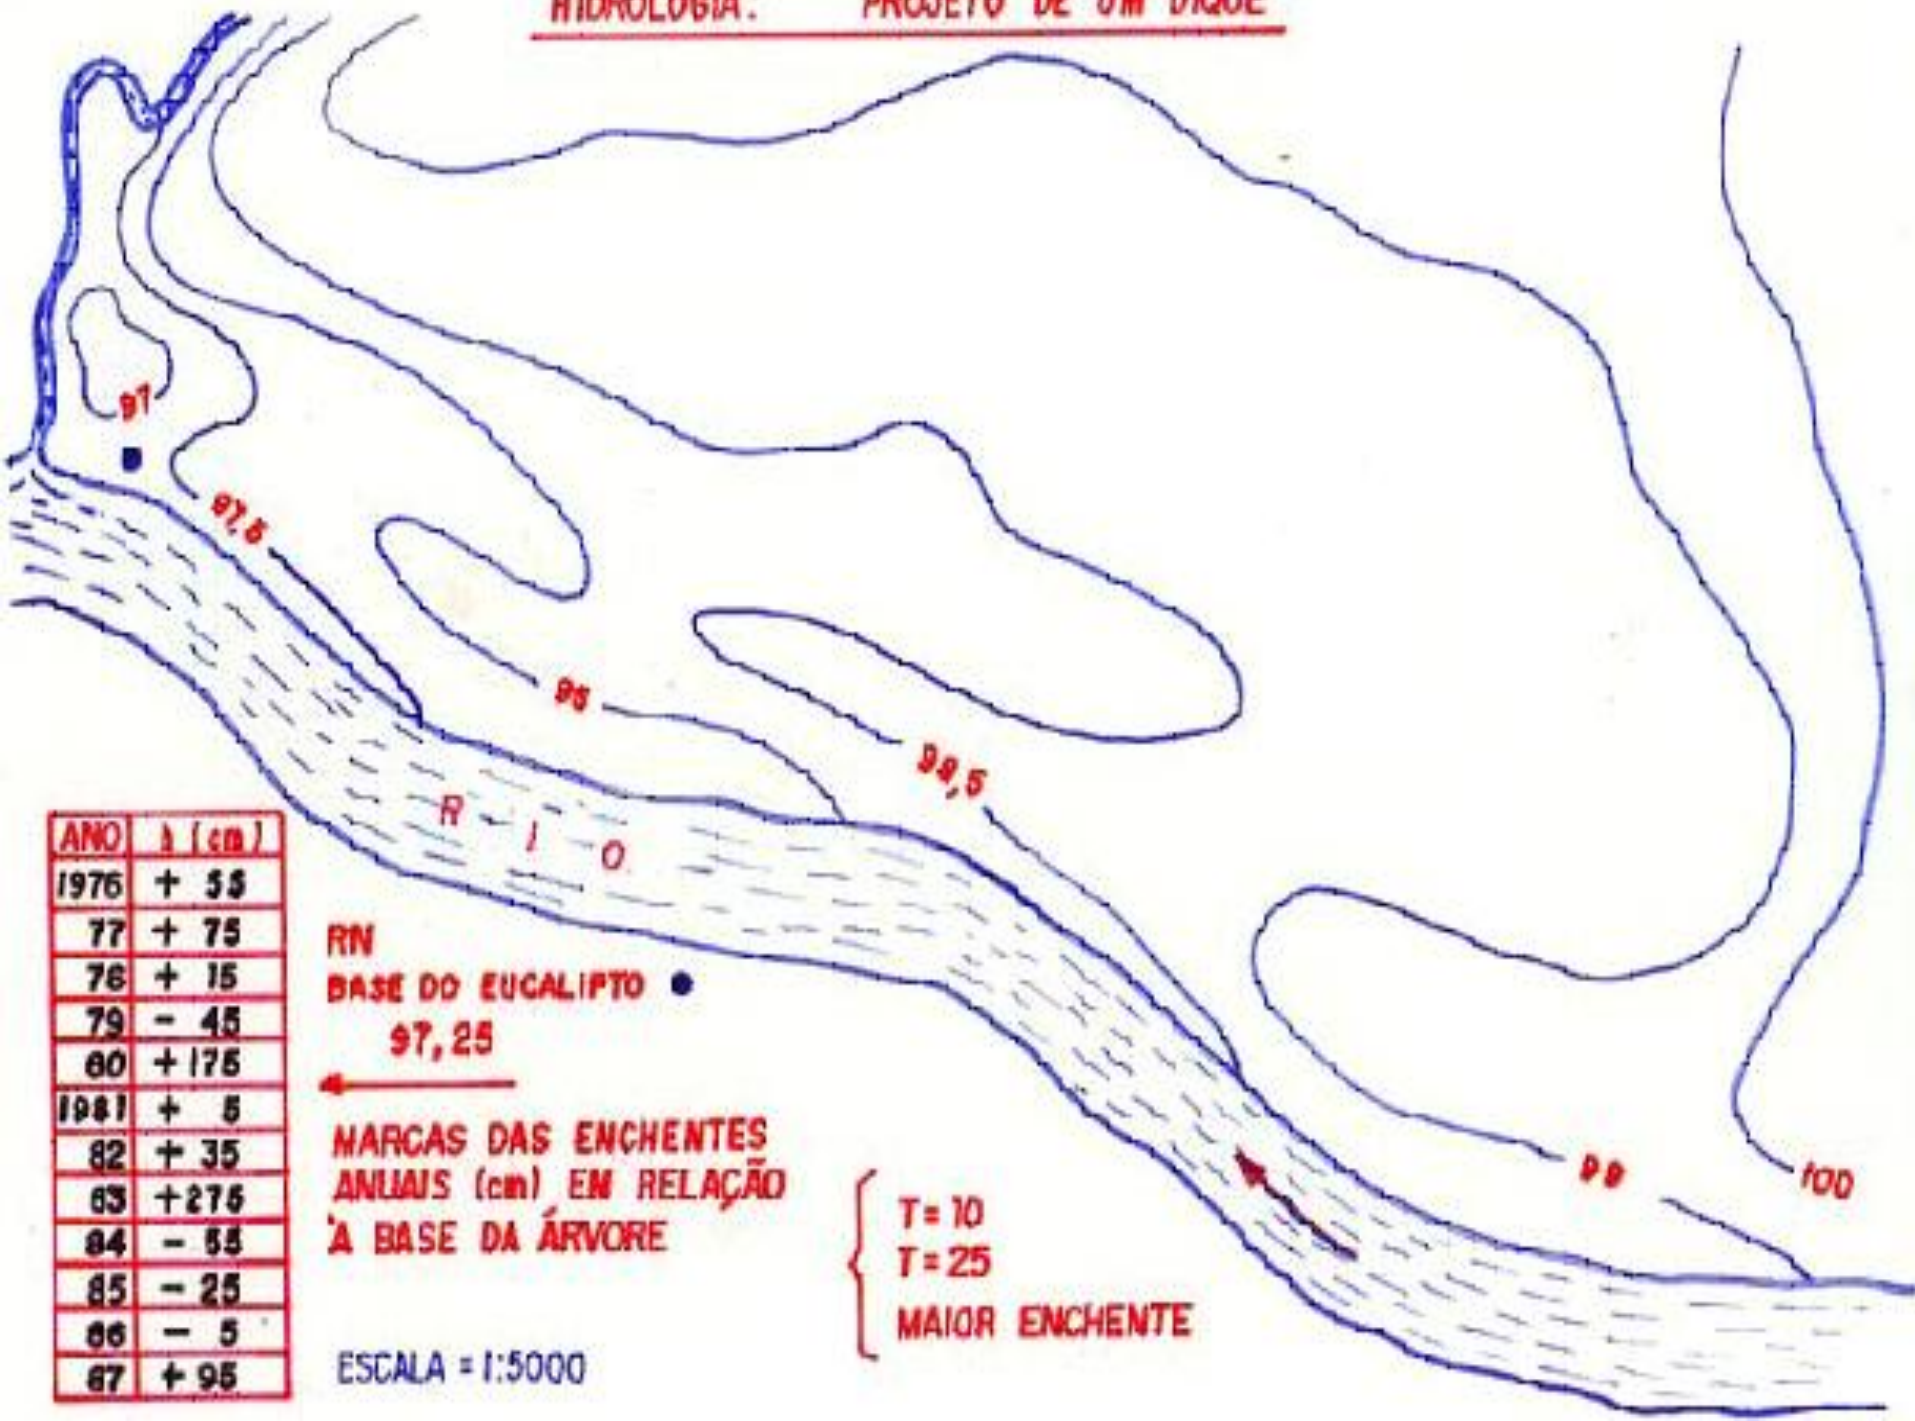 HIDROLOGIA. PROJETO DE UM DIQUE
97
97,5
95
98,5
99
100
R I O
ANO h (cm)
1976 + 55
77 + 75
76 + 15
79 - 45
80 +175
1981 + 5
82 + 35
83 +275
84 - 55
85 - 25
86 - 5
87 + 95
RN
BASE DO EUCALIPTO
97,25
MARCAS DAS ENCHENTES
ANUAIS (cm) EM RELAÇÃO
À BASE DA ÁRVORE
ESCALA = 1:5000
T= 10
T= 25
MAIOR ENCHENTE